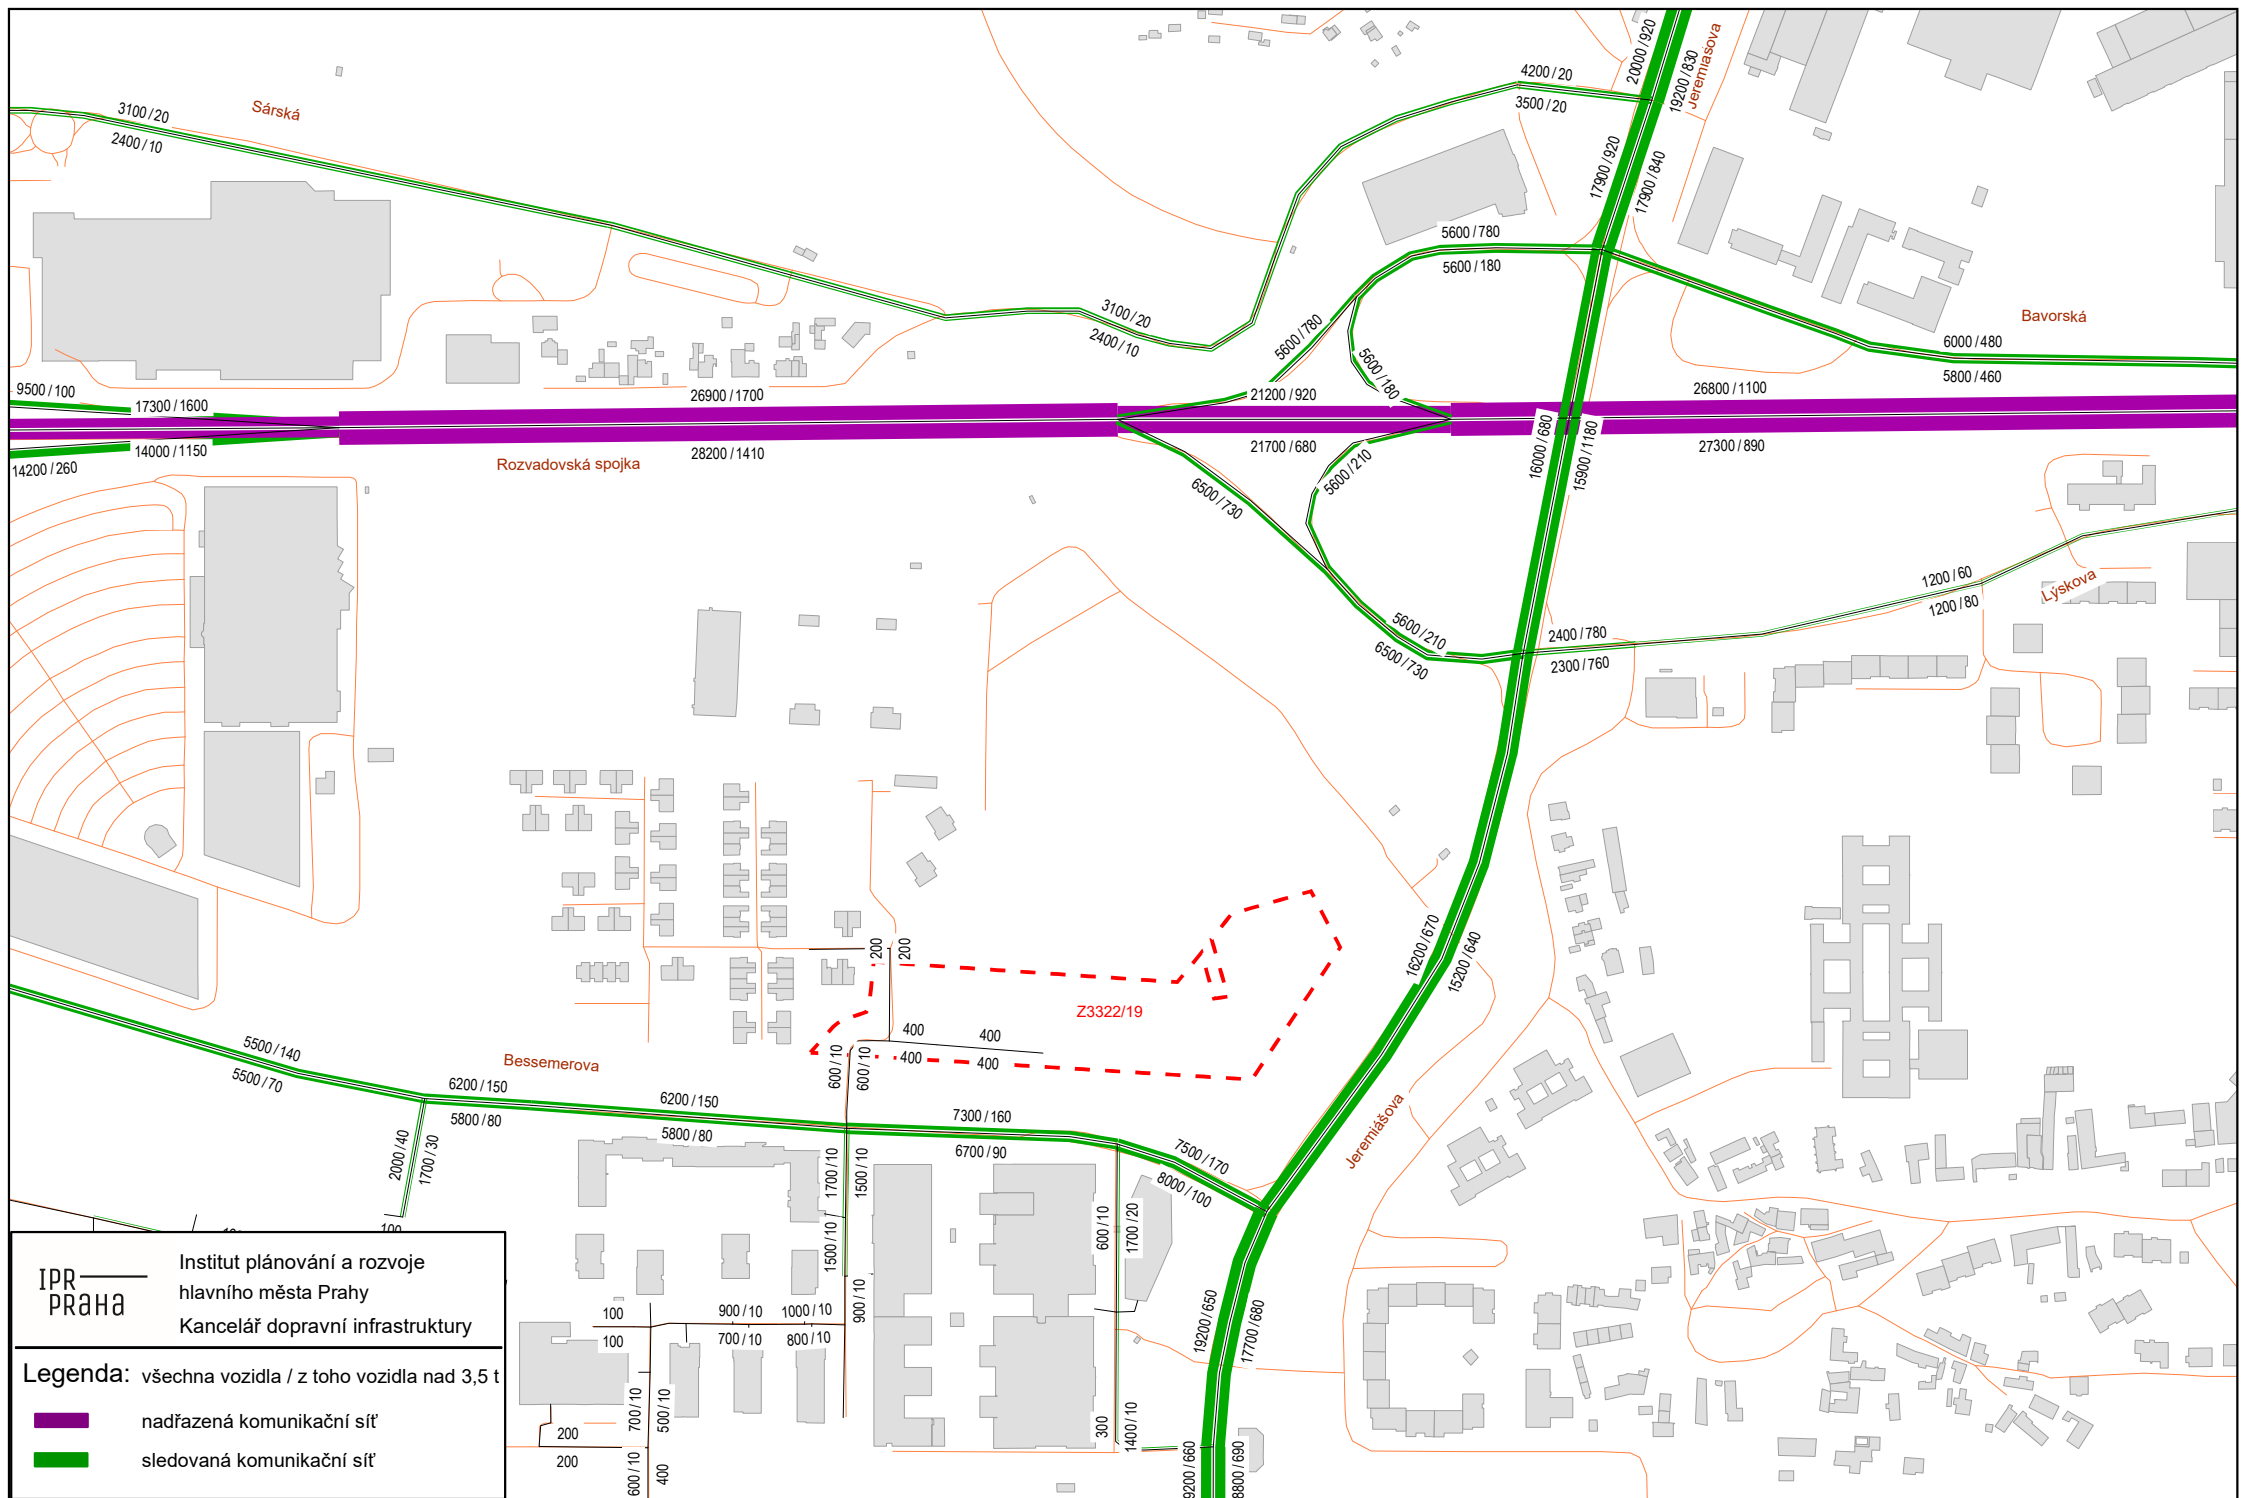 20000 / 920
Jeremiášova
19200 / 830
4200 / 20
3500 / 20
3100 / 20
Sárská
2400 / 10
17900 / 920
17900 / 840
5600 / 780
5600 / 180
Bavorská
6000 / 480
5800 / 460
3100 / 20
2400 / 10
5600 / 780
5600 / 180
9500 / 100
17300 / 1600
26900 / 1700
21200 / 920
26800 / 1100
14200 / 260
14000 / 1150
Rozvadovská spojka
28200 / 1410
21700 / 680
16000 / 680
15900 / 1180
27300 / 890
6500 / 730
5600 / 210
1200 / 60
1200 / 80
Lýskova
5600 / 210
6500 / 730
2400 / 780
2300 / 760
16200 / 670
15200 / 640
200
200
Z3322/19
400
400
400
400
600 / 10
600 / 10
5500 / 140
5500 / 70
Bessemerova
6200 / 150
5800 / 80
6200 / 150
5800 / 80
7300 / 160
6700 / 90
7500 / 170
8000 / 100
Jeremiášova
2000 / 40
1700 / 30
1700 / 10
1500 / 10
1500 / 10
900 / 10
600 / 10
1700 / 20
100
100
100
900 / 10
1000 / 10
700 / 10
800 / 10
19200 / 650
17700 / 680
700 / 10
500 / 10
300
1400 / 10
200
200
600 / 10
400
9200 / 660
8800 / 690
IPR
PRAHA
Institut plánování a rozvoje
hlavního města Prahy
Kancelář dopravní infrastruktury
Legenda: všechna vozidla / z toho vozidla nad 3,5 t
nadřazená komunikační síť
sledovaná komunikační síť